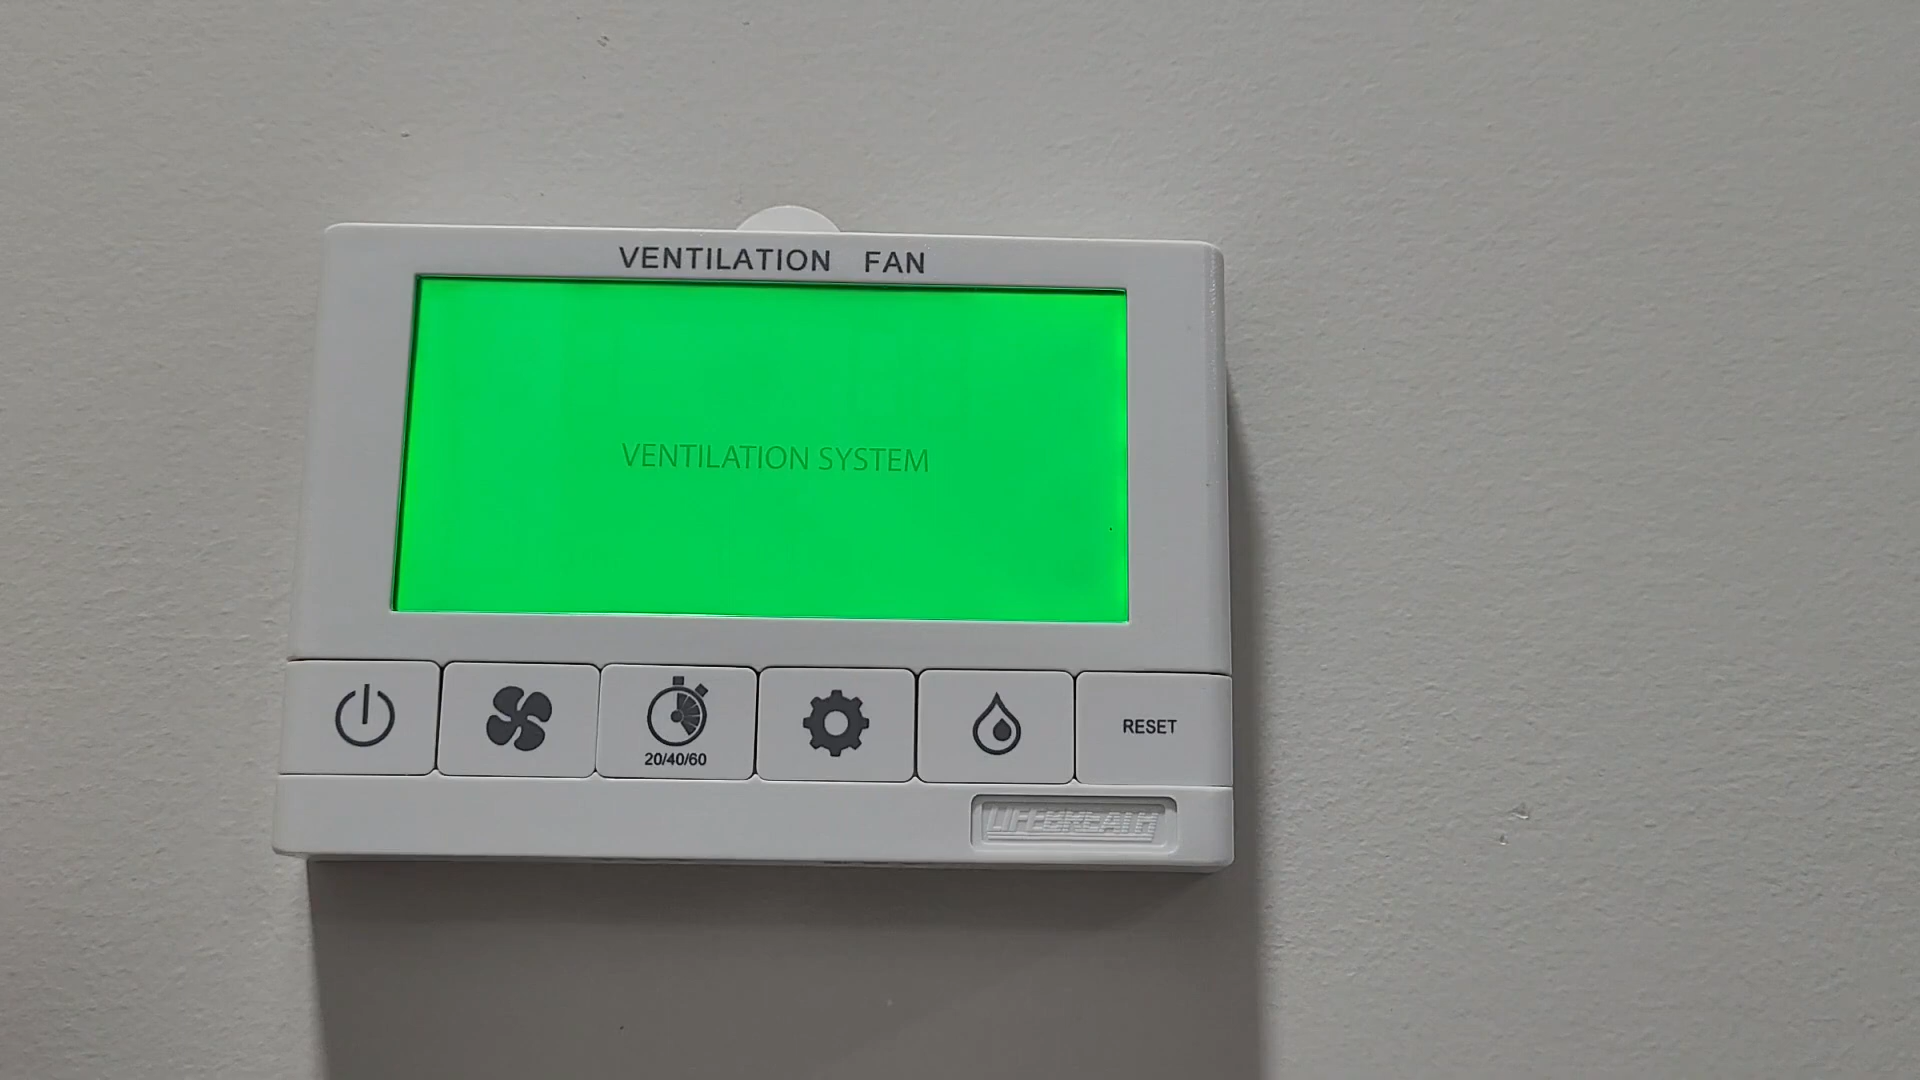 VENTILATION FAN
VENTILATION SYSTEM
20/40/60
RESET
LIFEBREATH